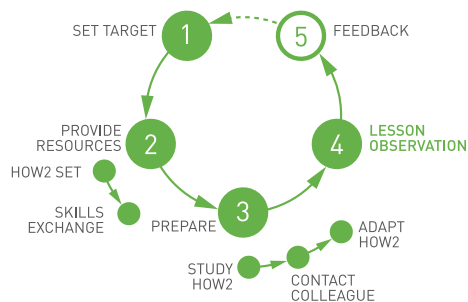 SET TARGET
1
5
FEEDBACK
PROVIDE
RESOURCES
2
4
LESSON
OBSERVATION
HOW2 SET
SKILLS
EXCHANGE
PREPARE
3
ADAPT
HOW2
STUDY
HOW2
CONTACT
COLLEAGUE